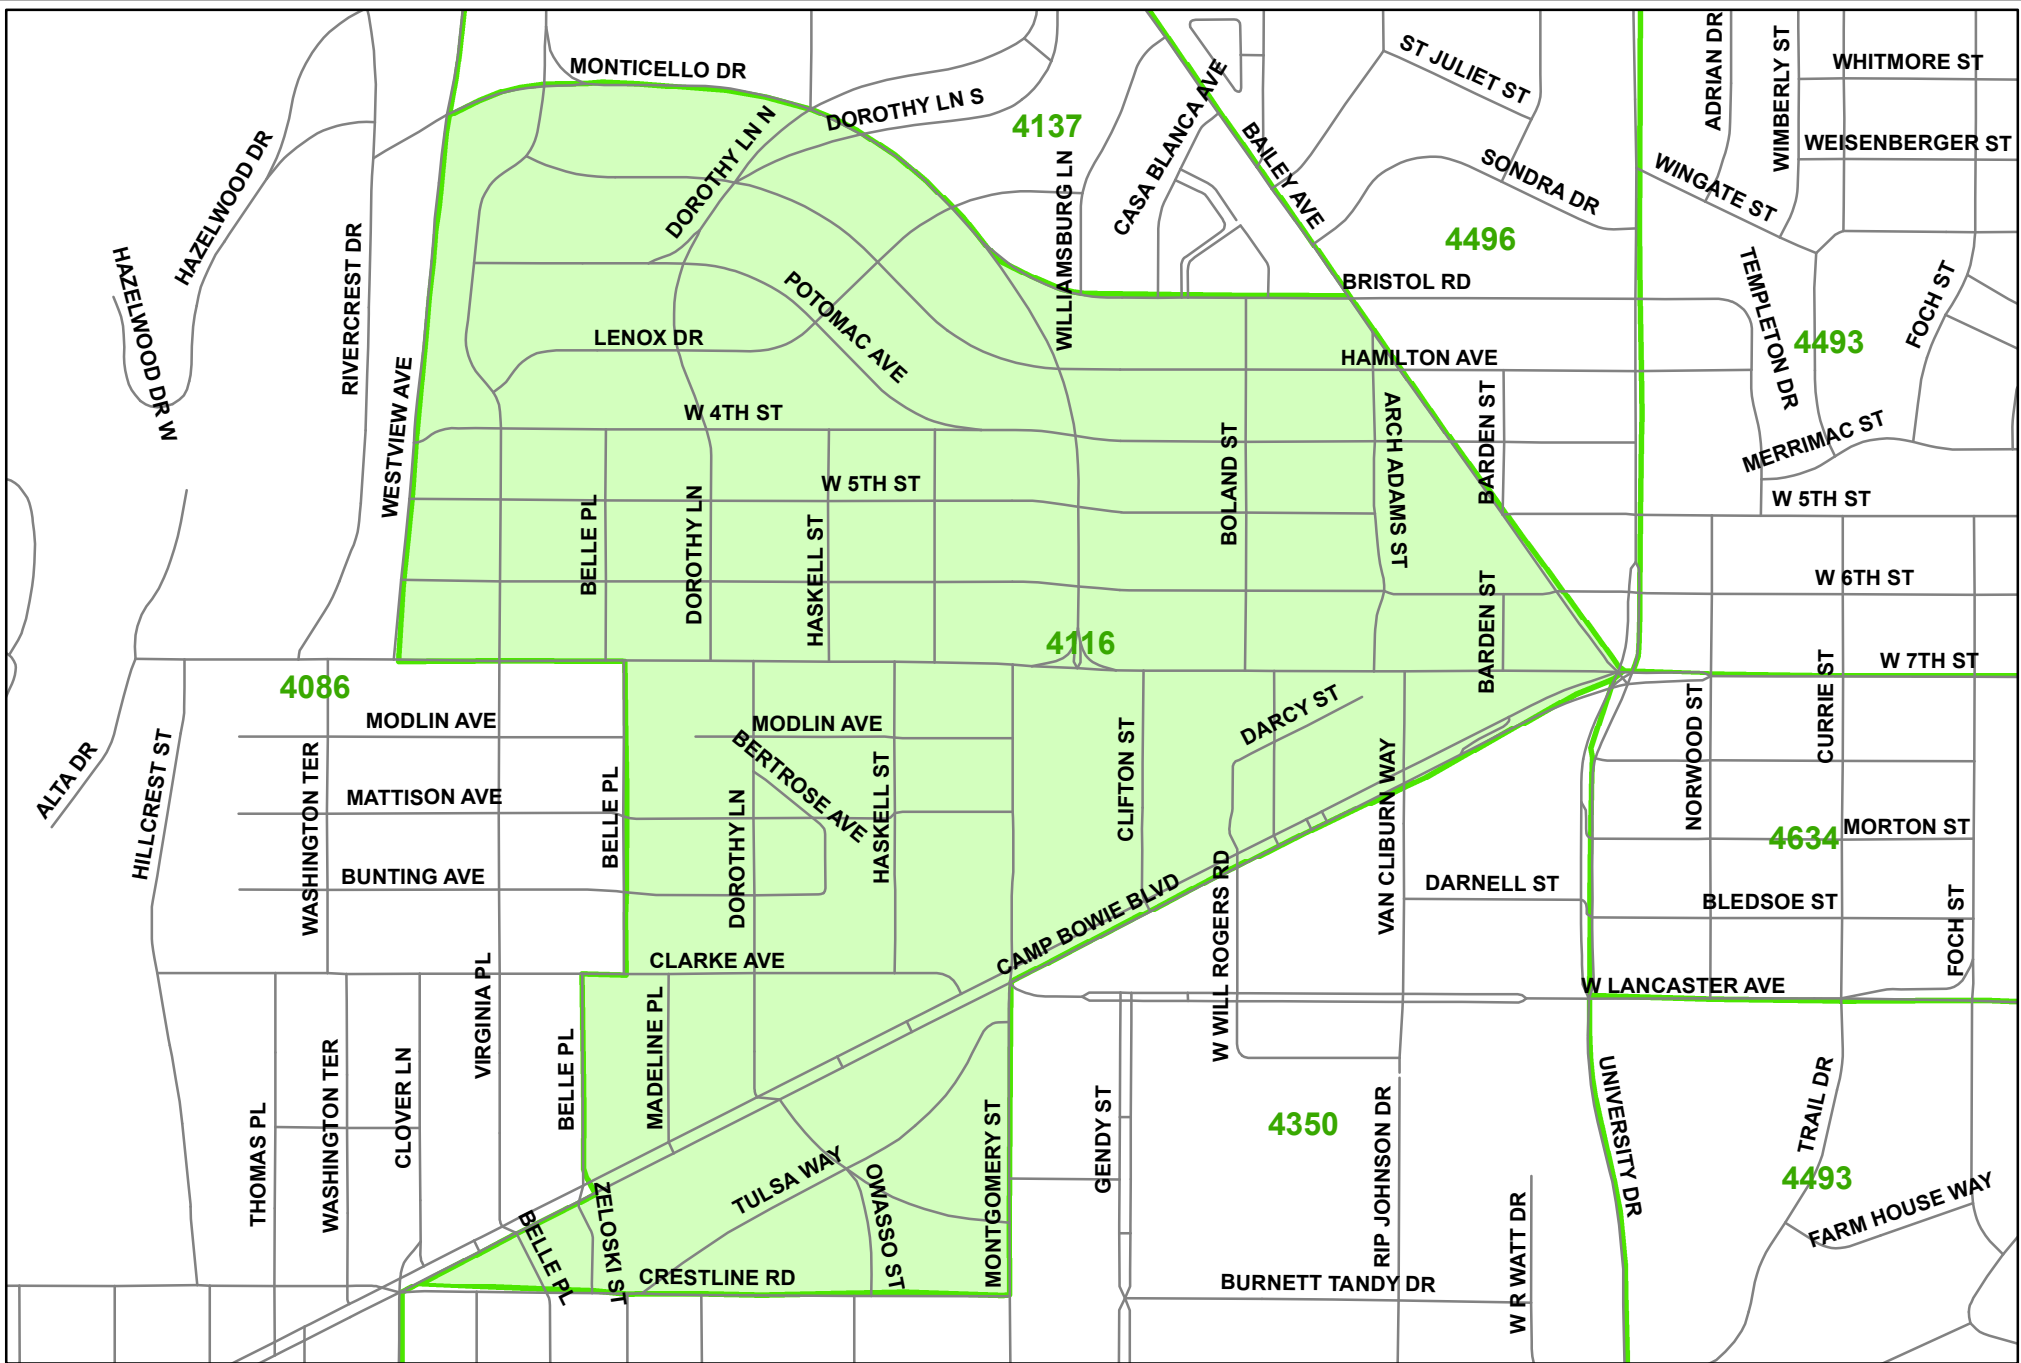 MONTICELLO DR
DOROTHY LN N
DOROTHY LN S
4137
WILLIAMSBURG LN
CASA BLANCA AVE
BAILEY AVE
ST JULIET ST
SONDRA DR
4496
ADRIAN DR
WIMBERLY ST
WHITMORE ST
WEISENBERGER ST
WINGATE ST
HAZELWOOD DR
HAZELWOOD DR W
RIVERCREST DR
WESTVIEW AVE
LENOX DR
POTOMAC AVE
BRISTOL RD
HAMILTON AVE
TEMPLETON DR
4493
FOCH ST
MERRIMAC ST
W 4TH ST
W 5TH ST
W 5TH ST
BELLE PL
DOROTHY LN
HASKELL ST
BOLAND ST
ARCH ADAMS ST
BARDEN ST
BARDEN ST
W 6TH ST
4116
W 7TH ST
4086
MODLIN AVE
MODLIN AVE
BERTROSE AVE
MATTISON AVE
BUNTING AVE
ALTA DR
HILLCREST ST
WASHINGTON TER
BELLE PL
DOROTHY LN
HASKELL ST
CLIFTON ST
DARCY ST
VAN CLIBURN WAY
NORWOOD ST
CURRIE ST
4634
MORTON ST
DARNELL ST
BLEDSOE ST
FOCH ST
CAMP BOWIE BLVD
W WILL ROGERS RD
CLARKE AVE
W LANCASTER AVE
THOMAS PL
WASHINGTON TER
CLOVER LN
VIRGINIA PL
BELLE PL
MADELINE PL
TULSA WAY
OWASSO ST
MONTGOMERY ST
GENDY ST
4350
RIP JOHNSON DR
W R WATT DR
UNIVERSITY DR
TRAIL DR
4493
FARM HOUSE WAY
BELLE PL
ZELOSKI ST
CRESTLINE RD
BURNETT TANDY DR